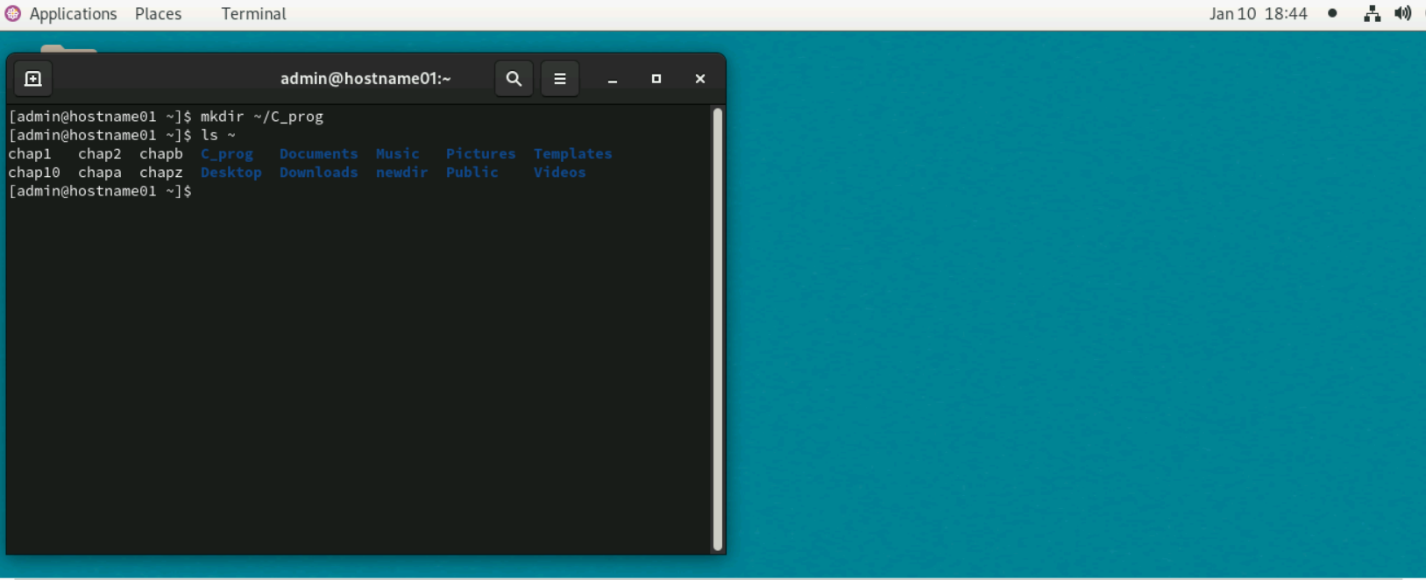 Applications Places Terminal Jan 10 18:44
admin@hostname01:~
[admin@hostname01 ~]$ mkdir ~/C_prog
[admin@hostname01 ~]$ ls ~
chap1 chap2 chapb C_prog Documents Music Pictures Templates
chap10 chapa chapz Desktop Downloads newdir Public Videos
[admin@hostname01 ~]$